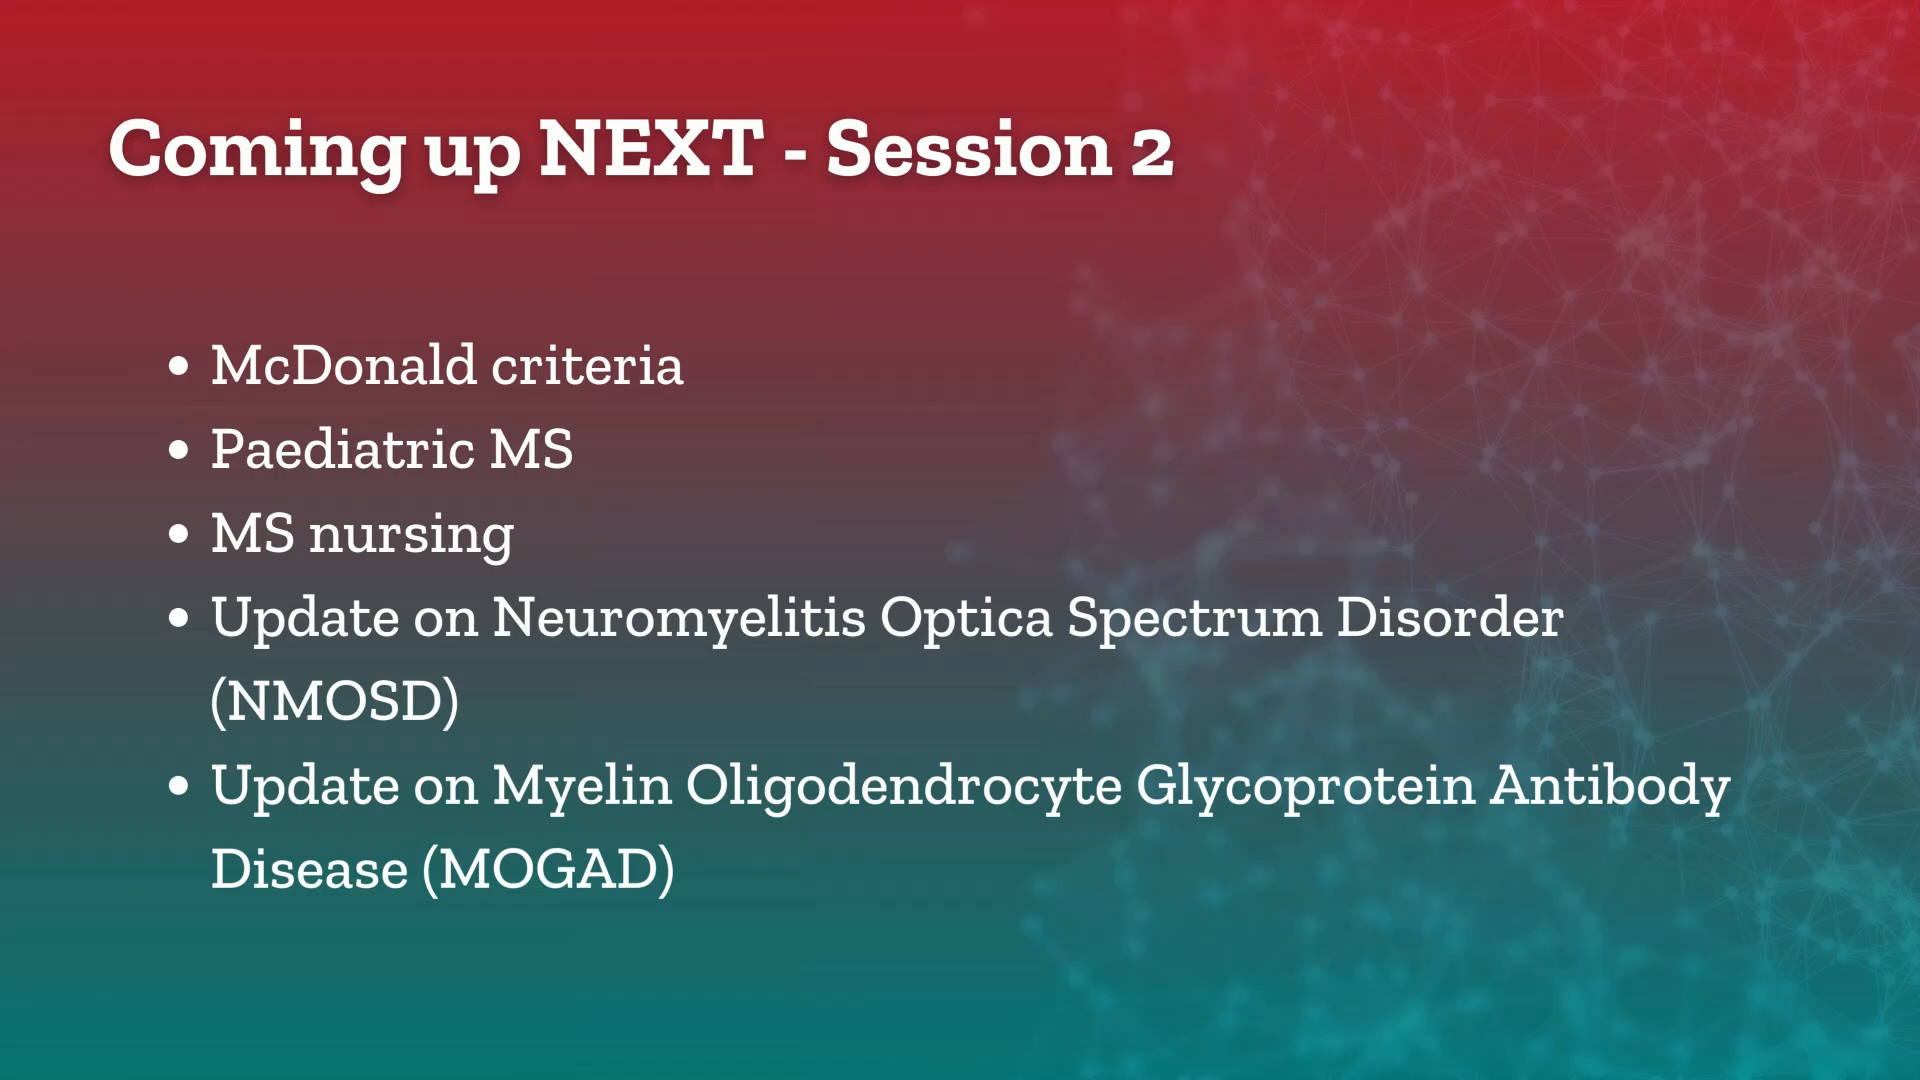 Coming up NEXT - Session 2
• McDonald criteria
• Paediatric MS
• MS nursing
• Update on Neuromyelitis Optica Spectrum Disorder
(NMOSD)
• Update on Myelin Oligodendrocyte Glycoprotein Antibody
Disease (MOGAD)